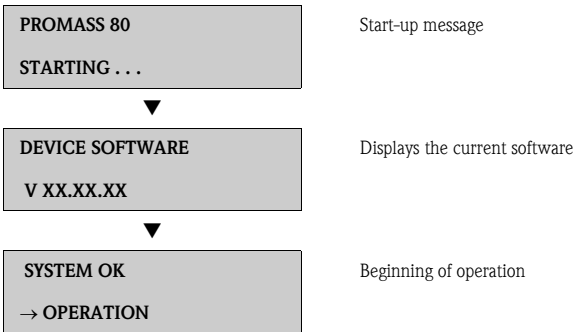 PROMASS 80
Start-up message
STARTING . . .
▼
DEVICE SOFTWARE
Displays the current software
V XX.XX.XX
▼
SYSTEM OK
Beginning of operation
→ OPERATION